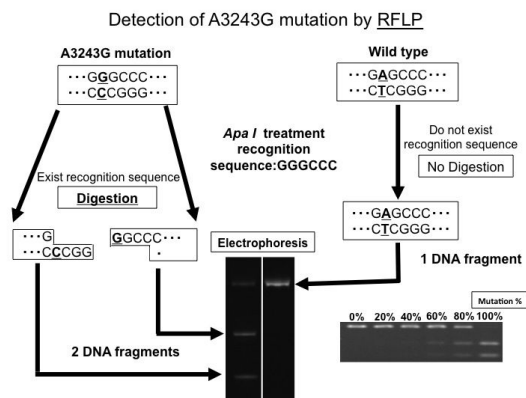 Detection of A3243G mutation by RFLP
A3243G mutation
Wild type
···GGGCCC···
···CCCGGG···
···GAGCCC···
···CTCGGG···
Apa I treatment
recognition
sequence:GGGCCC
Do not exist
recognition sequence
No Digestion
Exist recognition sequence
Digestion
···G
···CCCGG
GGCCC···
·
Electrophoresis
···GAGCCC···
···CTCGGG···
1 DNA fragment
2 DNA fragments
Mutation %
0% 20% 40% 60% 80% 100%